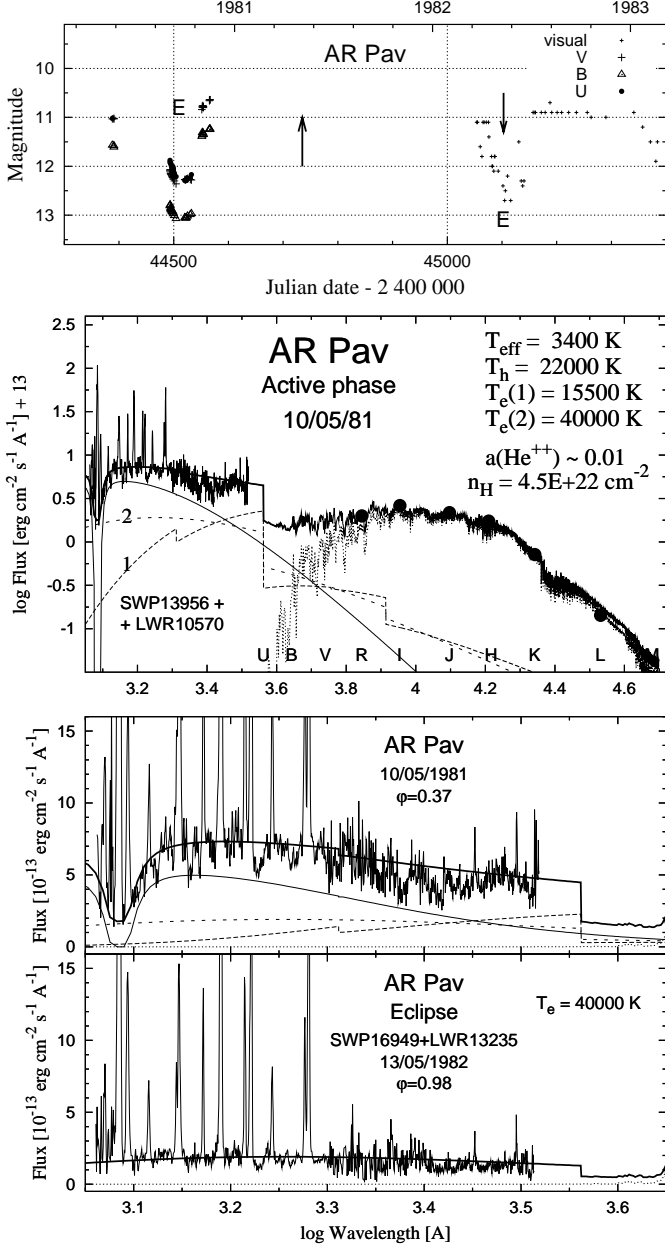 1981 1982 1983
AR Pav
visual
V
B
U
E
E
10
11
12
13
Magnitude
44500 45000
Julian date - 2 400 000
2.5
2
1.5
1
0.5
0
-0.5
-1
log Flux [erg cm⁻² s⁻¹ A⁻¹] + 13
AR Pav
Active phase
10/05/81
T_eff = 3400 K
T_h = 22000 K
T_e(1) = 15500 K
T_e(2) = 40000 K
a(He⁺⁺) ~ 0.01
n_H = 4.5E+22 cm⁻²
2
1
SWP13956 +
+ LWR10570
U B V R I J H K L M
3.2 3.4 3.6 3.8 4 4.2 4.4 4.6
15
10
5
0
Flux [10⁻¹³ erg cm⁻² s⁻¹ A⁻¹]
AR Pav
10/05/1981
φ=0.37
15
10
5
0
Flux [10⁻¹³ erg cm⁻² s⁻¹ A⁻¹]
AR Pav
Eclipse
SWP16949+LWR13235
13/05/1982
φ=0.98
T_e = 40000 K
3.1 3.2 3.3 3.4 3.5 3.6
log Wavelength [A]